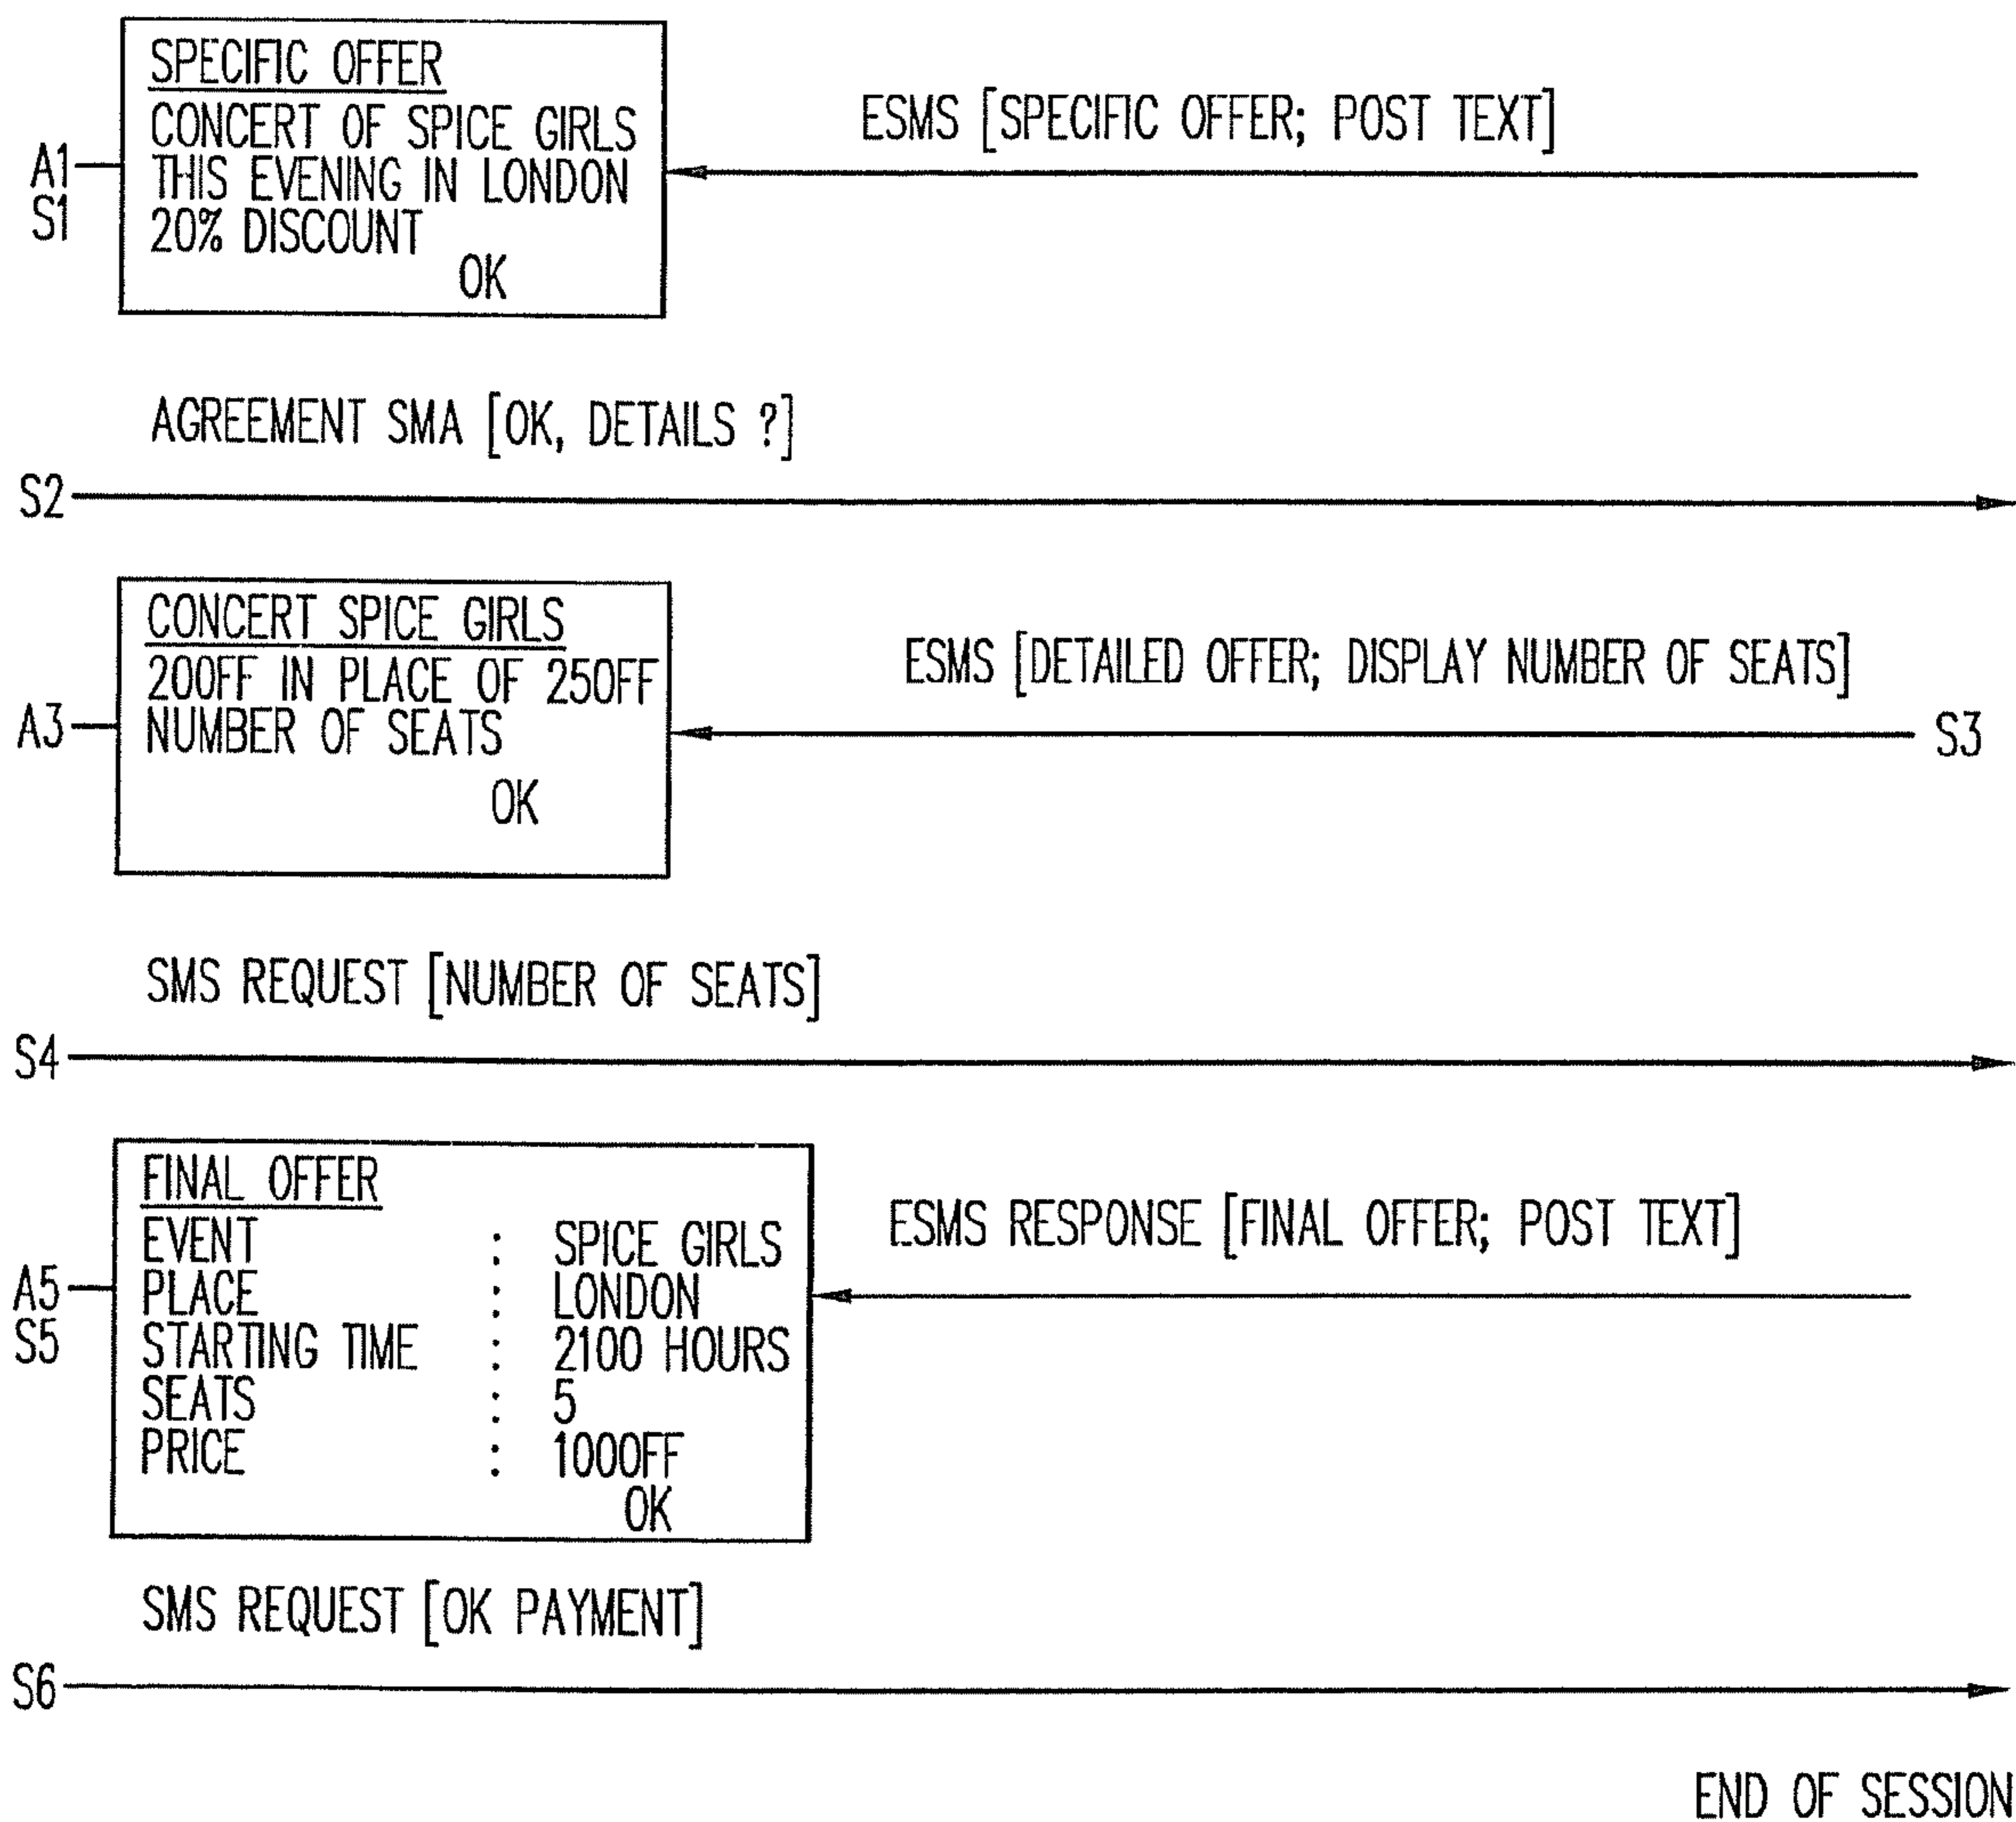 SPECIFIC OFFER
CONCERT OF SPICE GIRLS
THIS EVENING IN LONDON
20% DISCOUNT
OK
A1
S1
ESMS [SPECIFIC OFFER; POST TEXT]
AGREEMENT SMA [OK, DETAILS ?]
S2
CONCERT SPICE GIRLS
200FF IN PLACE OF 250FF
NUMBER OF SEATS
OK
A3
ESMS [DETAILED OFFER; DISPLAY NUMBER OF SEATS]
S3
SMS REQUEST [NUMBER OF SEATS]
S4
FINAL OFFER
EVENT : SPICE GIRLS
PLACE : LONDON
STARTING TIME : 2100 HOURS
SEATS : 5
PRICE : 1000FF
OK
A5
S5
ESMS RESPONSE [FINAL OFFER; POST TEXT]
SMS REQUEST [OK PAYMENT]
S6
END OF SESSION